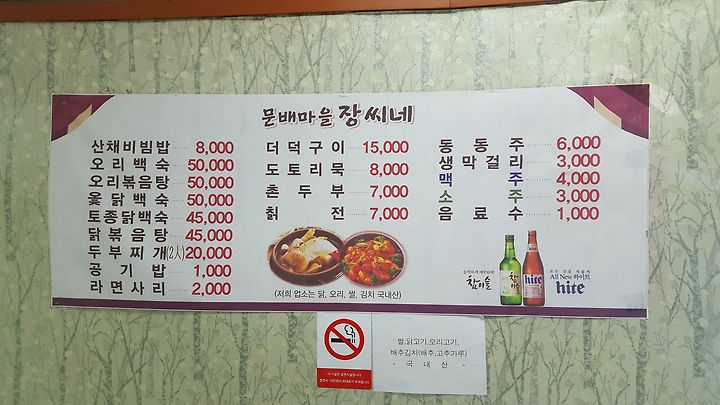 문배마을 장씨네
산채비빔밥 8,000
오리백숙 50,000
오리볶음탕 50,000
옻닭백숙 50,000
토종닭백숙 45,000
닭볶음탕 45,000
두부찌개(2人) 20,000
공기밥 1,000
라면사리 2,000
더덕구이 15,000
도토리묵 8,000
촌두부 7,000
칡전 7,000
동동주 6,000
생막걸리 3,000
맥주 4,000
소주 3,000
음료수 1,000
(저희 업소는 닭, 오리, 쌀, 김치 국내산)
참이슬
참이슬
hite
All New 하이트
hite
쌀,닭고기,오리고기,
배추김치(배추,고추가루)
- 국내산 -